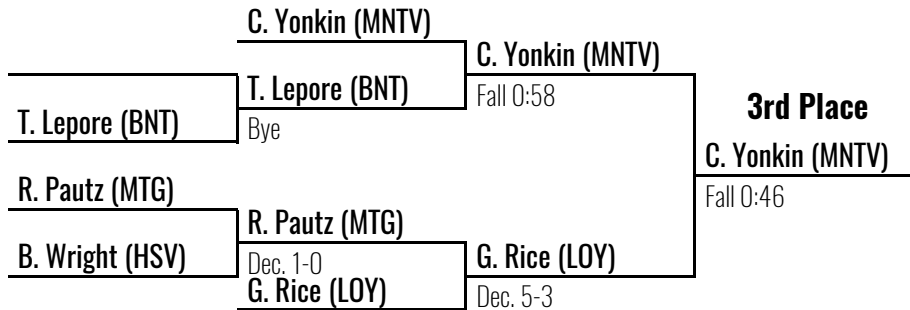 C. Yonkin (MNTV)
C. Yonkin (MNTV)
T. Lepore (BNT)
Fall 0:58
3rd Place
T. Lepore (BNT)
Bye
C. Yonkin (MNTV)
R. Pautz (MTG)
Fall 0:46
R. Pautz (MTG)
B. Wright (HSV)
Dec. 1-0
G. Rice (LOY)
G. Rice (LOY)
Dec. 5-3